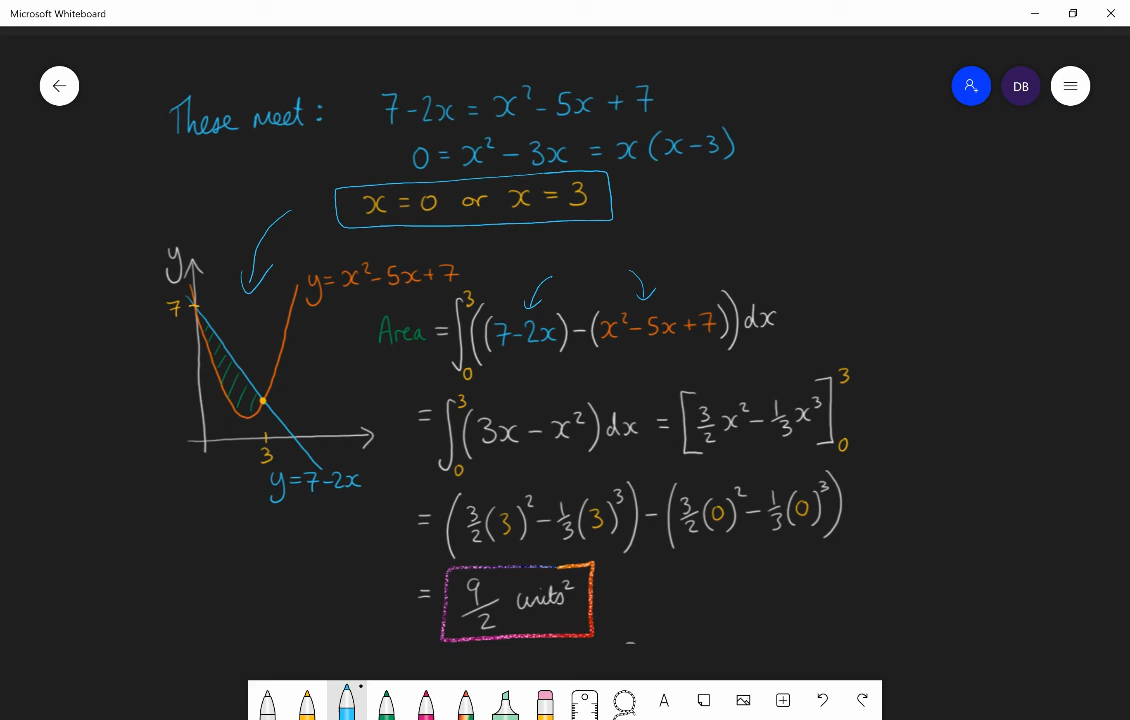 Microsoft Whiteboard
DB
These meet: 7-2x = x² - 5x + 7
0 = x² - 3x = x(x-3)
x = 0 or x = 3
y
7
y = x² - 5x + 7
3
y = 7-2x
Area = ∫₀³ ((7-2x) - (x² - 5x + 7)) dx
= ∫₀³ (3x - x²) dx = [3/2 x² - 1/3 x³]₀³
= (3/2 (3)² - 1/3 (3)³) - (3/2 (0)² - 1/3 (0)³)
= 9/2 units²
A